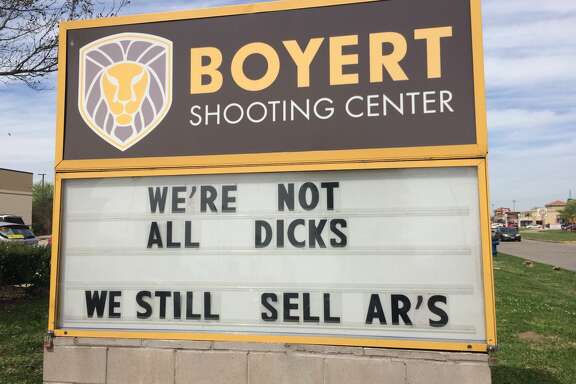 BOYERT
SHOOTING CENTER
WE'RE NOT
ALL DICKS
WE STILL SELL AR'S